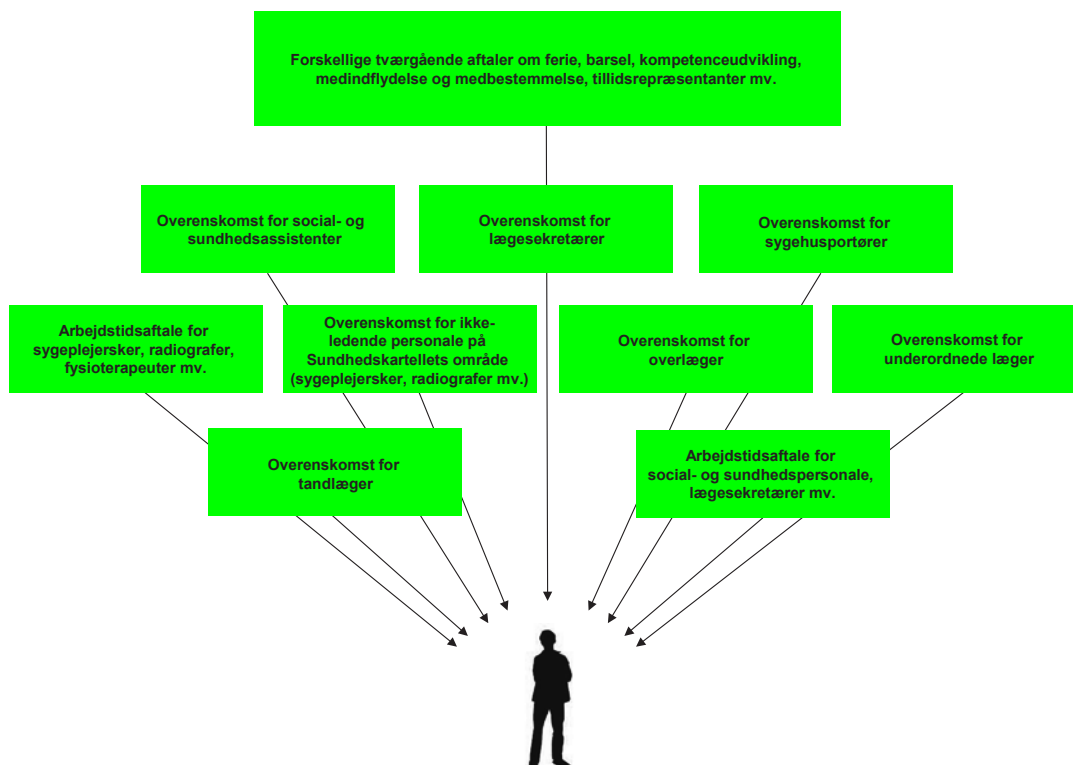 Forskellige tværgående aftaler om ferie, barsel, kompetenceudvikling,
medindflydelse og medbestemmelse, tillidsrepræsentanter mv.
Overenskomst for social- og
sundhedsassistenter
Overenskomst for
lægesekretærer
Overenskomst for
sygehusportører
Arbejdstidsaftale for
sygeplejersker, radiografer,
fysioterapeuter mv.
Overenskomst for ikke-
ledende personale på
Sundhedskartellets område
(sygeplejersker, radiografer mv.)
Overenskomst for
overlæger
Overenskomst for
underordnede læger
Overenskomst for
tandlæger
Arbejdstidsaftale for
social- og sundhedspersonale,
lægesekretærer mv.